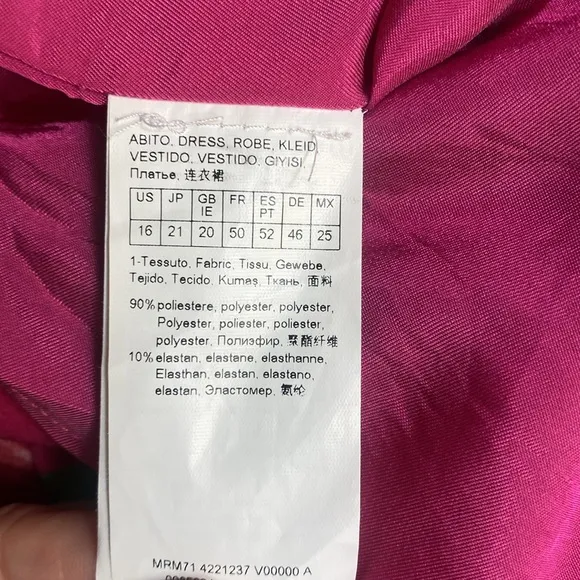 ABITO, DRESS, ROBE, KLEID,
VESTIDO, VESTIDO, GIYISI,
Платье, 连衣裙
US JP GB IE FR ES PT DE MX
16 21 20 50 52 46 25
1-Tessuto, Fabric, Tissu, Gewebe,
Tejido, Tecido, Kumaş, Ткань, 面料
90% poliestere, polyester, polyester,
Polyester, poliester, poliester,
polyester, Полиэфир, 聚酯纤维
10% elastan, elastane, elasthanne,
Elasthan, elastan, elastano,
elastan, Эластомер, 氨纶
MRM71 4221237 V00000 A